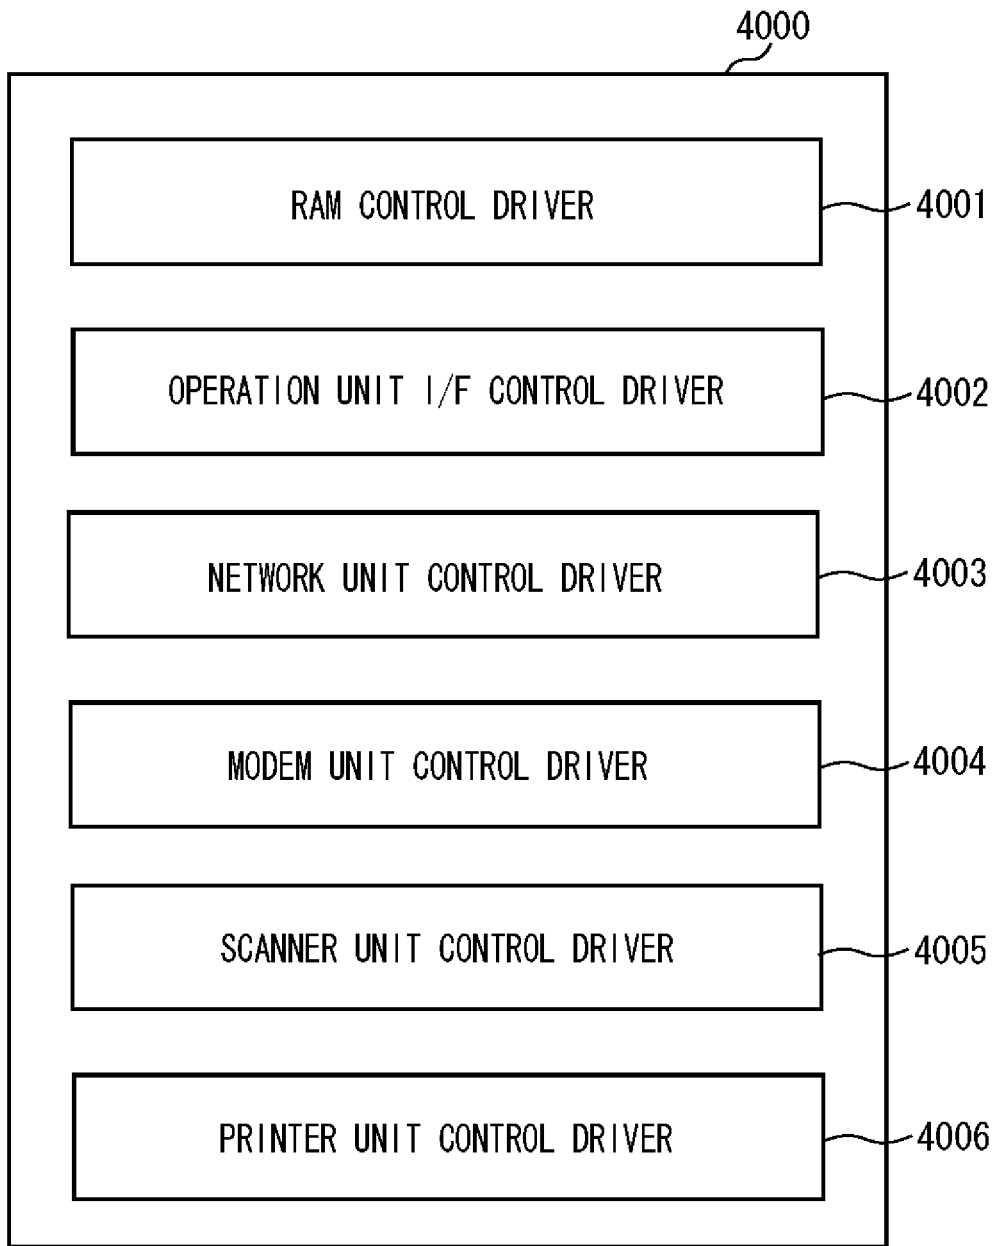 4000
RAM CONTROL DRIVER
4001
OPERATION UNIT I/F CONTROL DRIVER
4002
NETWORK UNIT CONTROL DRIVER
4003
MODEM UNIT CONTROL DRIVER
4004
SCANNER UNIT CONTROL DRIVER
4005
PRINTER UNIT CONTROL DRIVER
4006